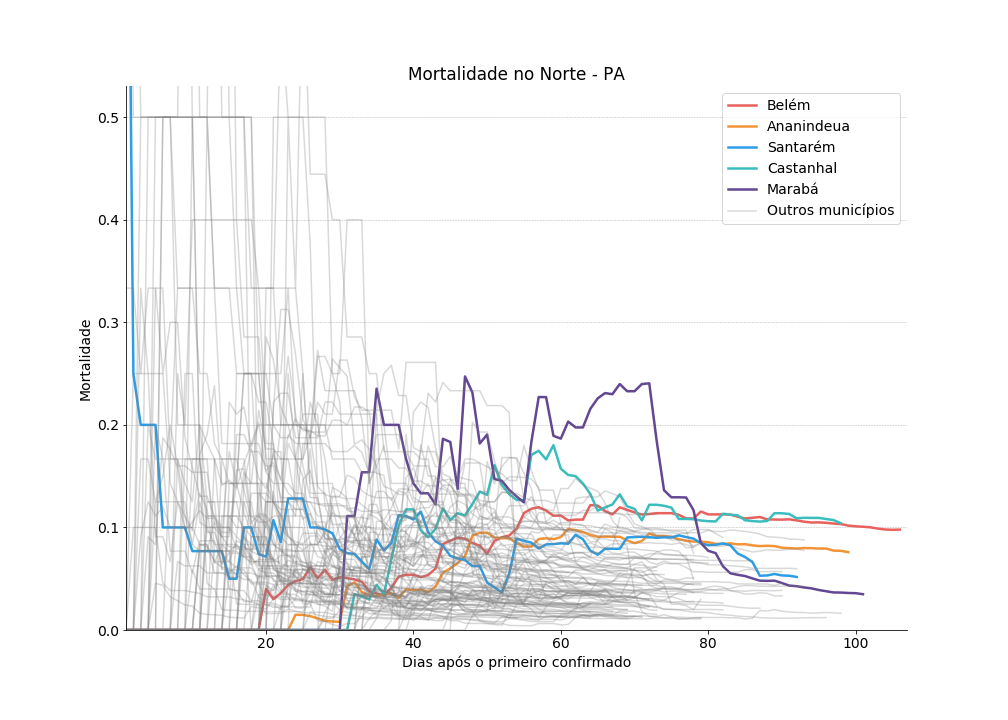 Mortalidade no Norte - PA
Belém
Ananindeua
Santarém
Castanhal
Marabá
Outros municípios
Mortalidade
0.5
0.4
0.3
0.2
0.1
0.0
20
40
60
80
100
Dias após o primeiro confirmado